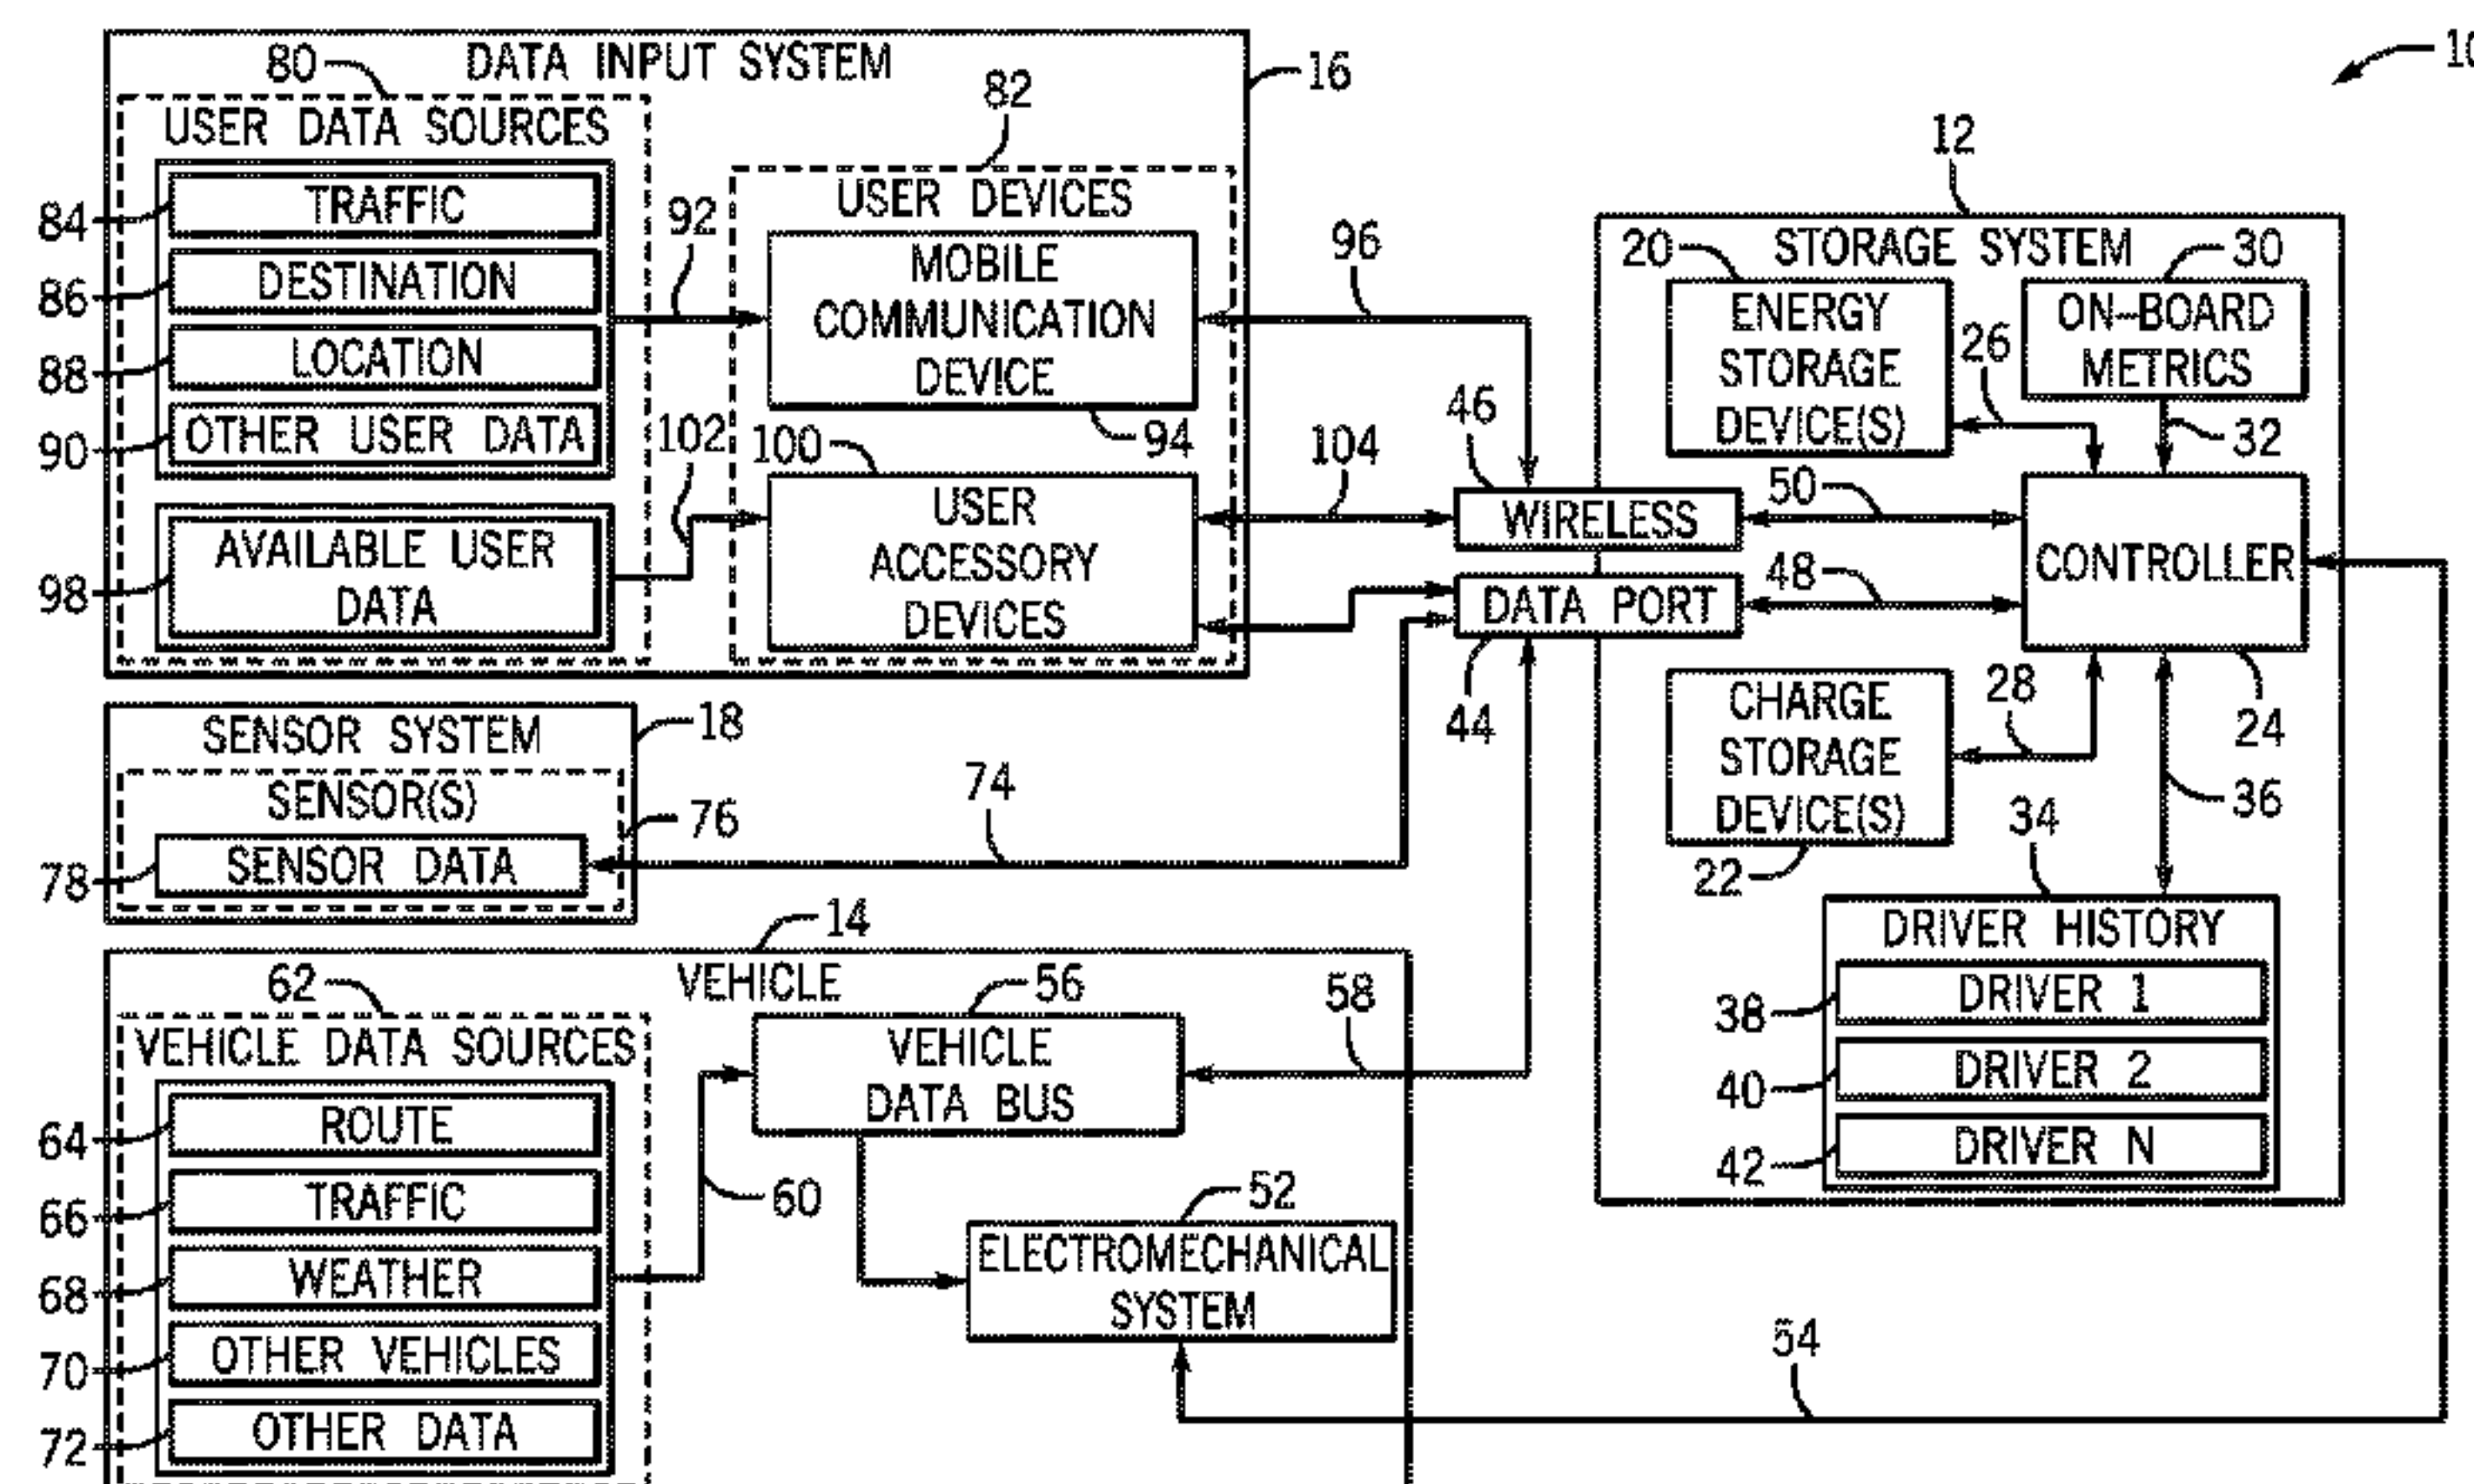 DATA INPUT SYSTEM
16
80
USER DATA SOURCES
84
TRAFFIC
86
DESTINATION
88
LOCATION
90
OTHER USER DATA
98
AVAILABLE USER
DATA
92
102
82
USER DEVICES
MOBILE
COMMUNICATION
DEVICE
94
100
USER
ACCESSORY
DEVICES
96
104
46
WIRELESS
DATA PORT
44
10
12
STORAGE SYSTEM
20
ENERGY
STORAGE
DEVICE(S)
26
30
ON-BOARD
METRICS
32
50
48
CONTROLLER
24
CHARGE
STORAGE
DEVICE(S)
22
28
36
34
DRIVER HISTORY
38
DRIVER 1
40
DRIVER 2
42
DRIVER N
SENSOR SYSTEM
18
SENSOR(S)
76
78
SENSOR DATA
74
14
VEHICLE
62
VEHICLE DATA SOURCES
64
ROUTE
66
TRAFFIC
68
WEATHER
70
OTHER VEHICLES
72
OTHER DATA
60
56
VEHICLE
DATA BUS
58
52
ELECTROMECHANICAL
SYSTEM
54